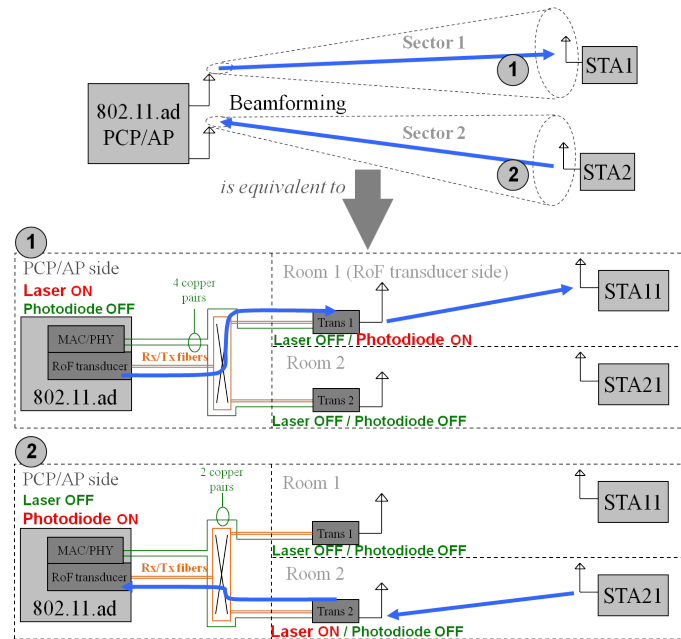 Sector 1
1
STA1
802.11.ad
PCP/AP
Beamforming
Sector 2
2
STA2
is equivalent to
1
PCP/AP side
Laser ON
Photodiode OFF
4 copper
pairs
MAC/PHY
RoF transducer
Rx/Tx fibers
802.11.ad
Room 1 (RoF transducer side)
Trans 1
Laser OFF / Photodiode ON
STA11
Room 2
Trans 2
Laser OFF / Photodiode OFF
STA21
2
PCP/AP side
Laser OFF
Photodiode ON
2 copper
pairs
MAC/PHY
RoF transducer
Rx/Tx fibers
802.11.ad
Room 1
Trans 1
Laser OFF / Photodiode OFF
STA11
Room 2
Trans 2
Laser ON / Photodiode OFF
STA21